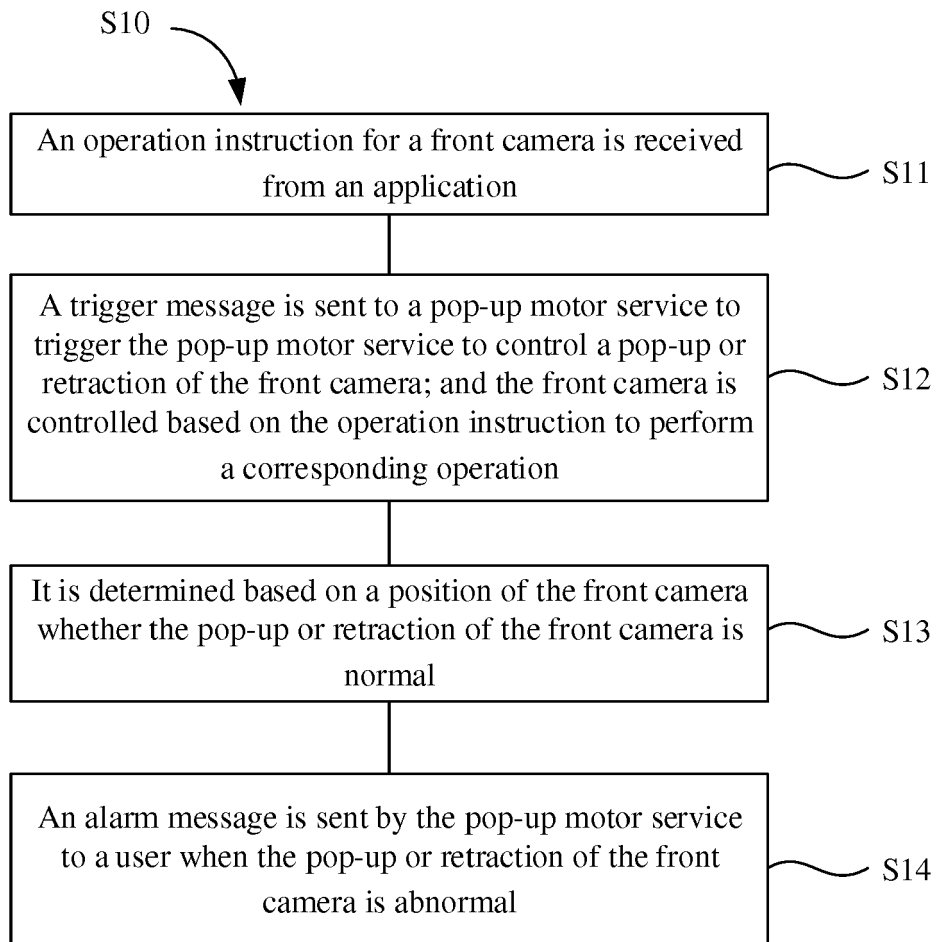 S10
An operation instruction for a front camera is received
from an application
S11
A trigger message is sent to a pop-up motor service to
trigger the pop-up motor service to control a pop-up or
retraction of the front camera; and the front camera is
controlled based on the operation instruction to perform
a corresponding operation
S12
It is determined based on a position of the front camera
whether the pop-up or retraction of the front camera is
normal
S13
An alarm message is sent by the pop-up motor service
to a user when the pop-up or retraction of the front
camera is abnormal
S14